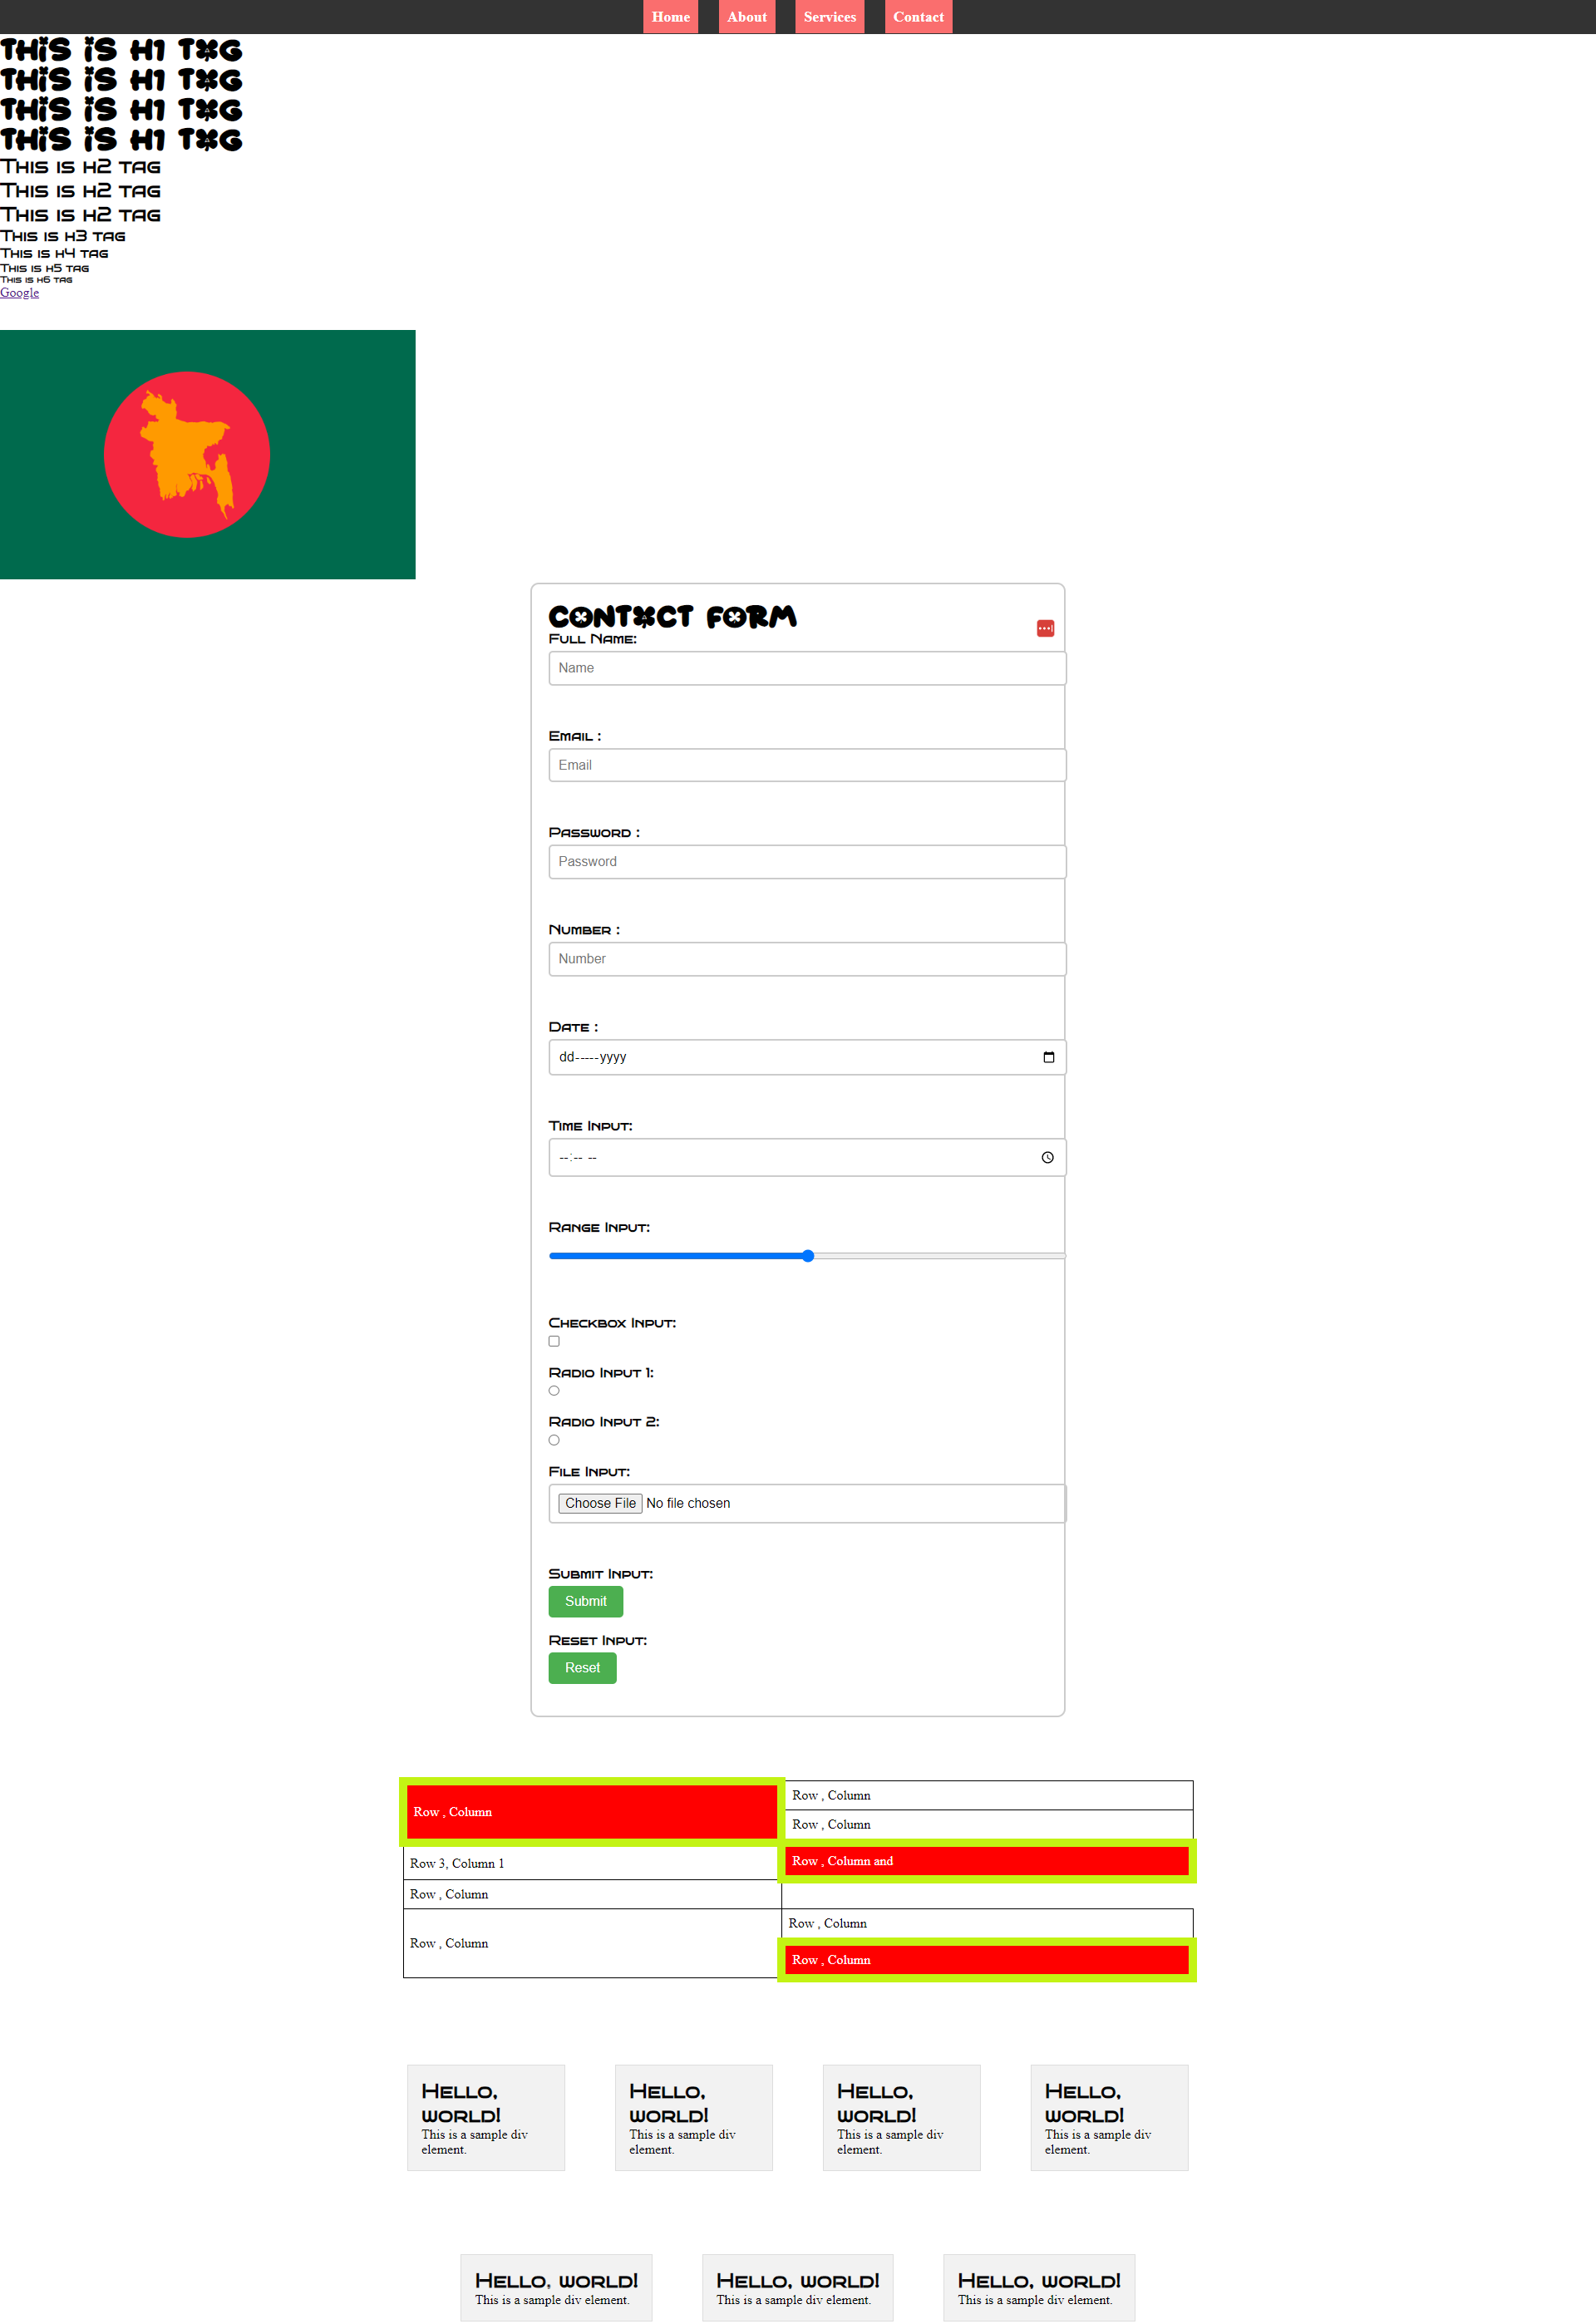 Home About Services Contact
THiS iS H1 TAG
THiS iS H1 TAG
THiS iS H1 TAG
THiS iS H1 TAG
This is h2 tag
This is h2 tag
This is h2 tag
This is h3 tag
This is h4 tag
This is h5 tag
This is h6 tag
Google
CONTACT FORM
Full Name:
Name
Email :
Email
Password :
Password
Number :
Number
Date :
dd-----yyyy
Time Input:
--:-- --
Range Input:
Checkbox Input:
Radio Input 1:
Radio Input 2:
File Input:
Choose File No file chosen
Submit Input:
Submit
Reset Input:
Reset
Row , Column
Row , Column
Row , Column
Row 3, Column 1
Row , Column and
Row , Column
Row , Column
Row , Column
Row , Column
Hello,
world!
This is a sample div
element.
Hello,
world!
This is a sample div
element.
Hello,
world!
This is a sample div
element.
Hello,
world!
This is a sample div
element.
Hello, world!
This is a sample div element.
Hello, world!
This is a sample div element.
Hello, world!
This is a sample div element.